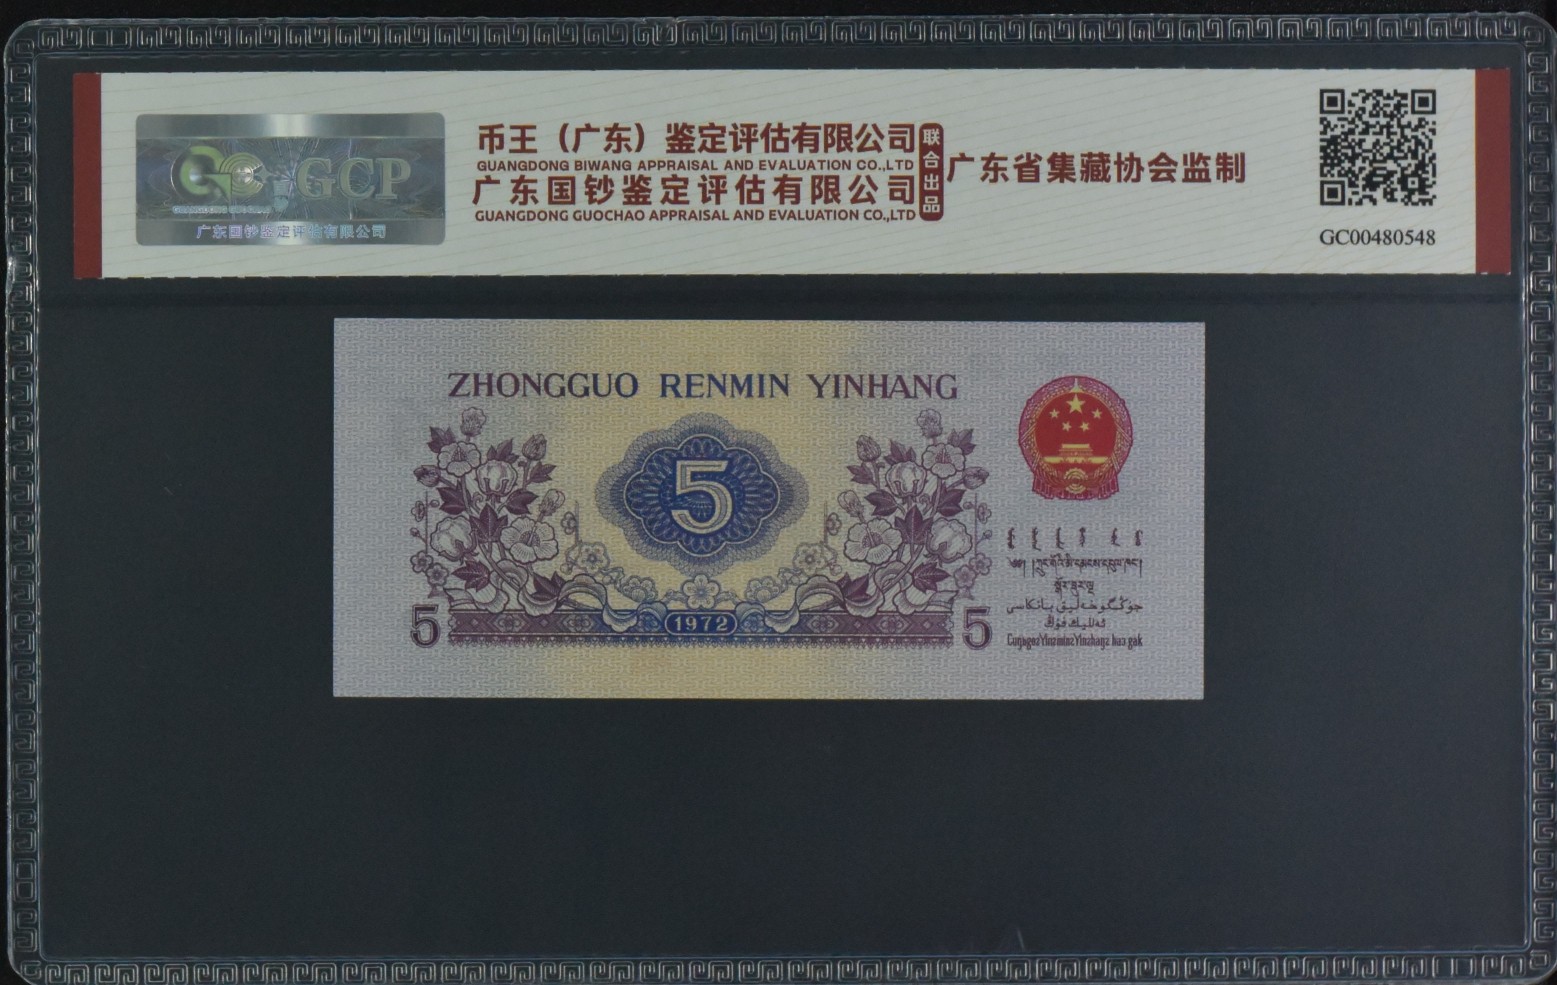 GCP
广东国钞鉴定评估有限公司
币王（广东）鉴定评估有限公司
GUANGDONG BIWANG APPRAISAL AND EVALUATION CO.,LTD
广东国钞鉴定评估有限公司
GUANGDONG GUOCHAO APPRAISAL AND EVALUATION CO.,LTD
联合出品
广东省集藏协会监制
GC00480548
ZHONGGUO RENMIN YINHANG
5
1972
5
5